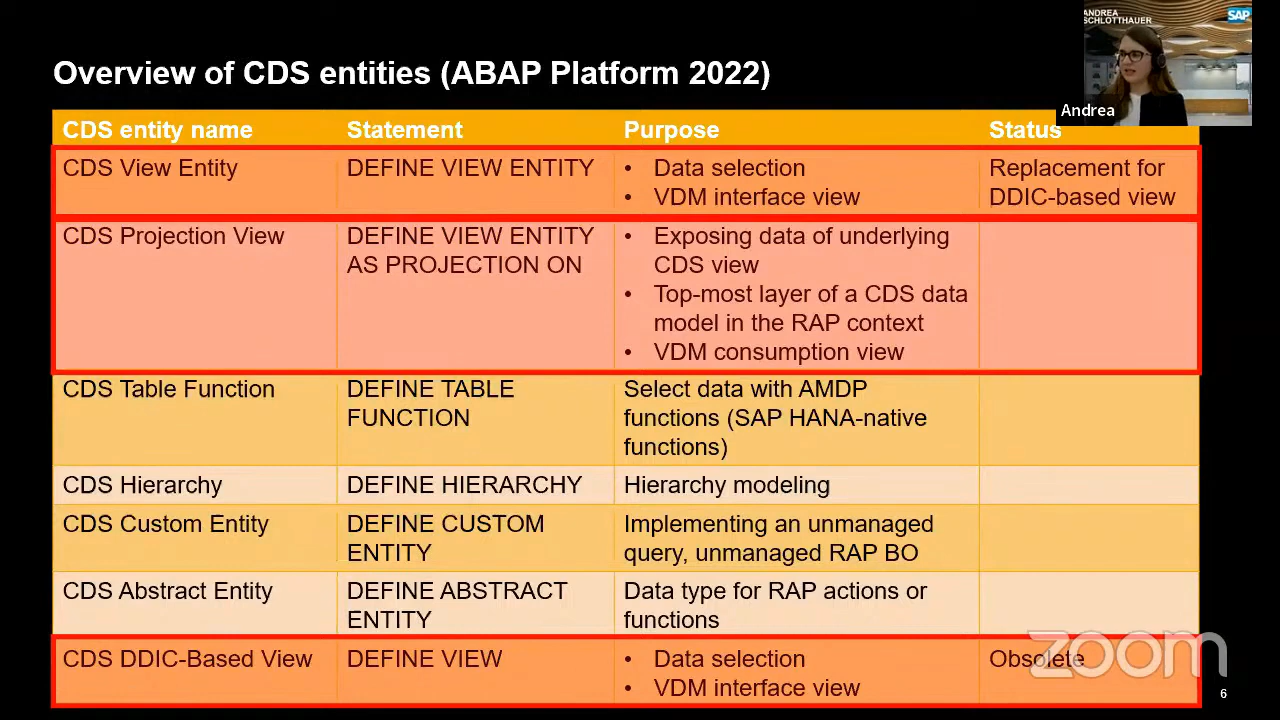 ANDREA
SCHLOTTHAUER
SAP
Andrea
Overview of CDS entities (ABAP Platform 2022)
CDS entity name Statement Purpose Status
CDS View Entity DEFINE VIEW ENTITY • Data selection Replacement for
• VDM interface view DDIC-based view
CDS Projection View DEFINE VIEW ENTITY • Exposing data of underlying
AS PROJECTION ON CDS view
• Top-most layer of a CDS data
model in the RAP context
• VDM consumption view
CDS Table Function DEFINE TABLE Select data with AMDP
FUNCTION functions (SAP HANA-native
functions)
CDS Hierarchy DEFINE HIERARCHY Hierarchy modeling
CDS Custom Entity DEFINE CUSTOM Implementing an unmanaged
ENTITY query, unmanaged RAP BO
CDS Abstract Entity DEFINE ABSTRACT Data type for RAP actions or
ENTITY functions
CDS DDIC-Based View DEFINE VIEW • Data selection Obsolete
• VDM interface view
zoom
6